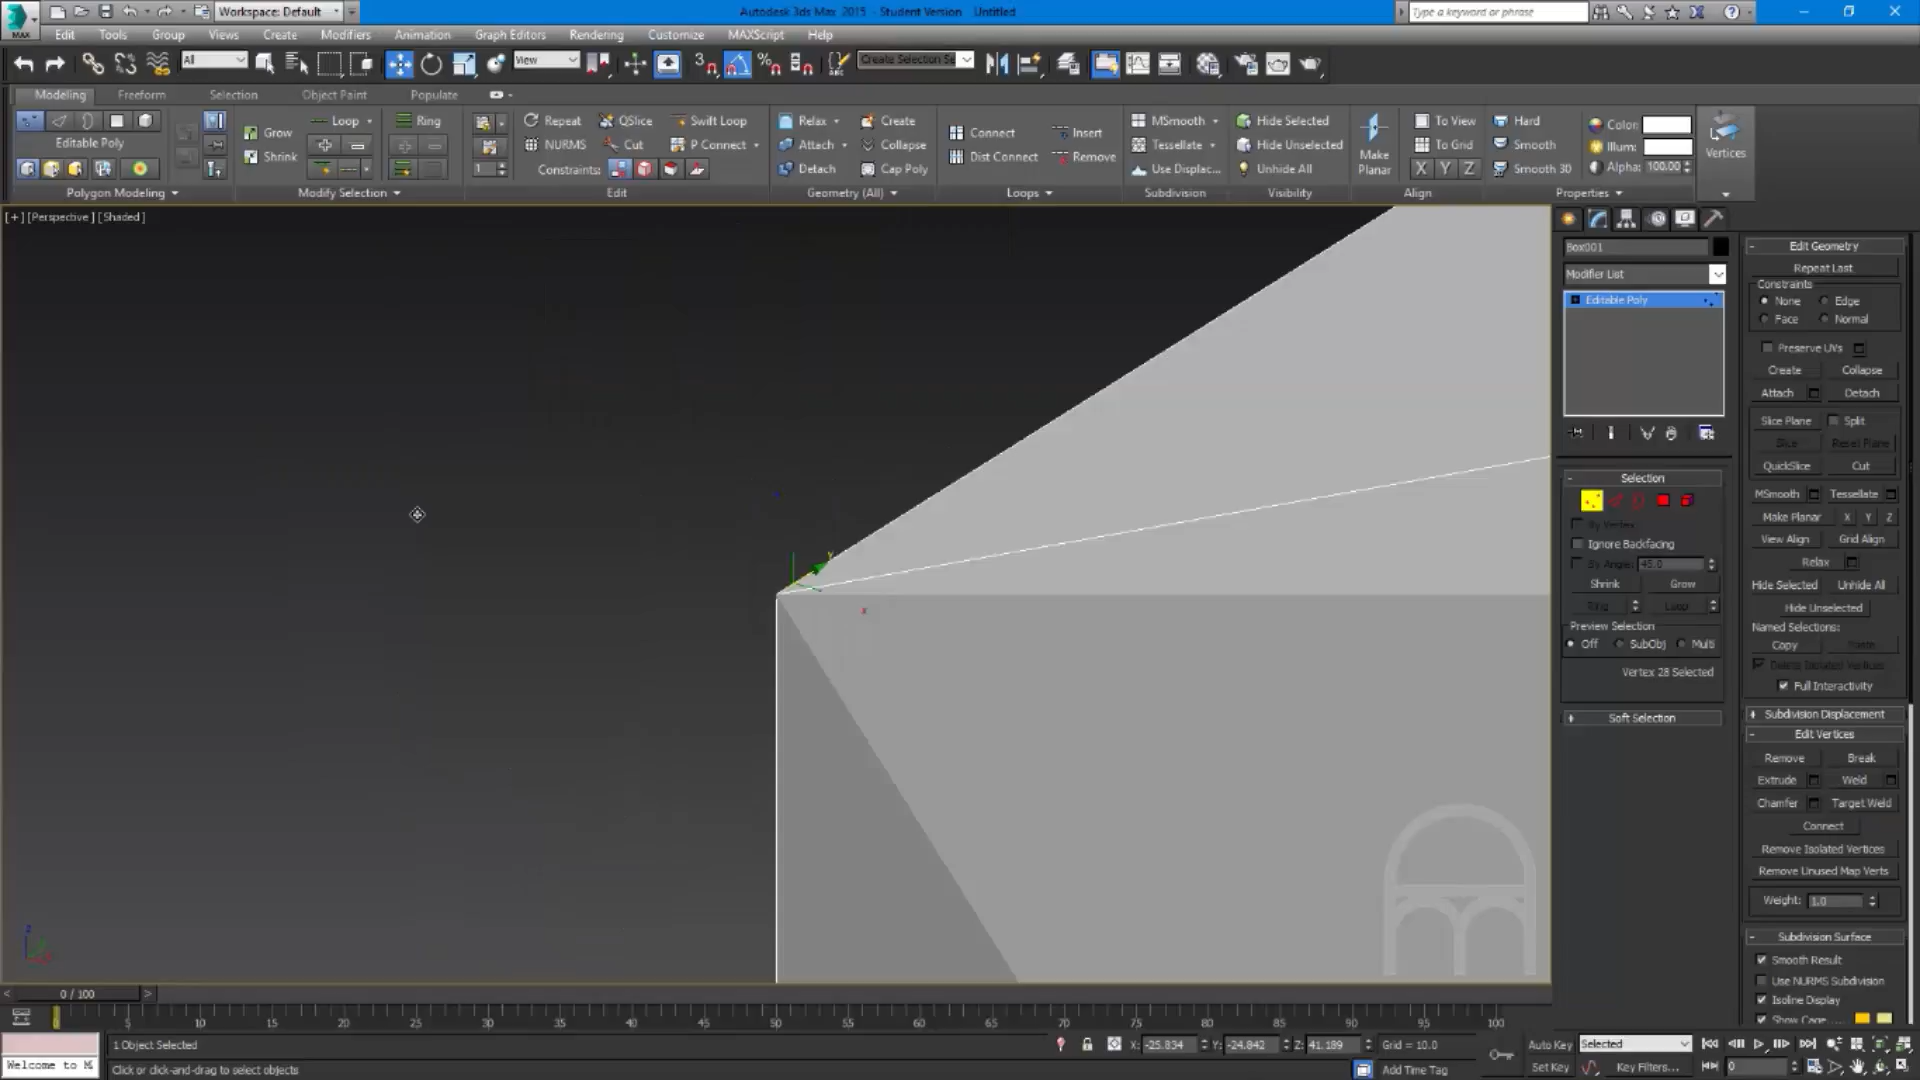 MAX Workspace: Default Autodesk 3ds Max 2015 - Student Version Untitled Type a keyword or phrase
Edit Tools Group Views Create Modifiers Animation Graph Editors Rendering Customize MAXScript Help
All View 3 Create Selection Se
Modeling Freeform Selection Object Paint Populate
Loop Ring Repeat QSlice Swift Loop Relax Create MSmooth Hide Selected To View Hard Color:
Editable Poly Grow NURMS Cut P Connect Attach Collapse Connect Insert Tessellate Hide Unselected Make Planar To Grid Smooth Illum: Vertices
Shrink 1 Constraints: Detach Cap Poly Dist Connect Remove Use Displac... Unhide All X Y Z Smooth 3D Alpha: 100.00
Polygon Modeling Modify Selection Edit Geometry (All) Loops Subdivision Visibility Align Properties
[+] [Perspective] [Shaded]
Box001
Modifier List
Editable Poly
Selection
By Vertex
Ignore Backfacing
By Angle: 45.0
Shrink Grow
Ring Loop
Preview Selection
Off SubObj Multi
Vertex 28 Selected
Soft Selection
Edit Geometry
Repeat Last
Constraints
None Edge
Face Normal
Preserve UVs
Create Collapse
Attach Detach
Slice Plane Split
Slice Reset Plane
QuickSlice Cut
MSmooth Tessellate
Make Planar X Y Z
View Align Grid Align
Relax
Hide Selected Unhide All
Hide Unselected
Named Selections:
Copy Paste
Delete Isolated Vertices
Full Interactivity
Subdivision Displacement
Edit Vertices
Remove Break
Extrude Weld
Chamfer Target Weld
Connect
Remove Isolated Vertices
Remove Unused Map Verts
Weight: 1.0
Subdivision Surface
Smooth Result
Use NURMS Subdivision
Isoline Display
Show Cage......
y
x
z
< 0 / 100 >
5 10 15 20 25 30 35 40 45 50 55 60 65 70 75 80 85 90 95 100
1 Object Selected X: -25.834 Y: -24.842 Z: 41.189 Grid = 10.0 Auto Key Selected
Welcome to M Click or click-and-drag to select objects Add Time Tag Set Key Key Filters... 0